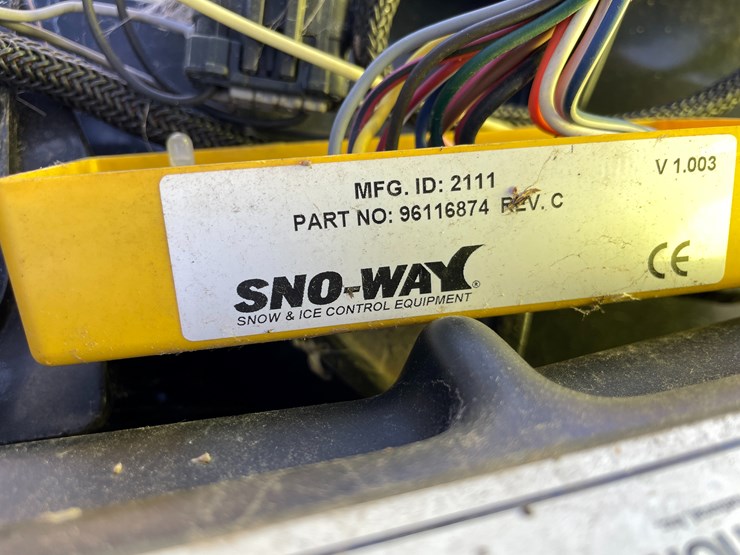 MFG. ID: 2111
V 1.003
PART NO: 96116874 REV. C
SNO-WAY®
SNOW & ICE CONTROL EQUIPMENT
CE